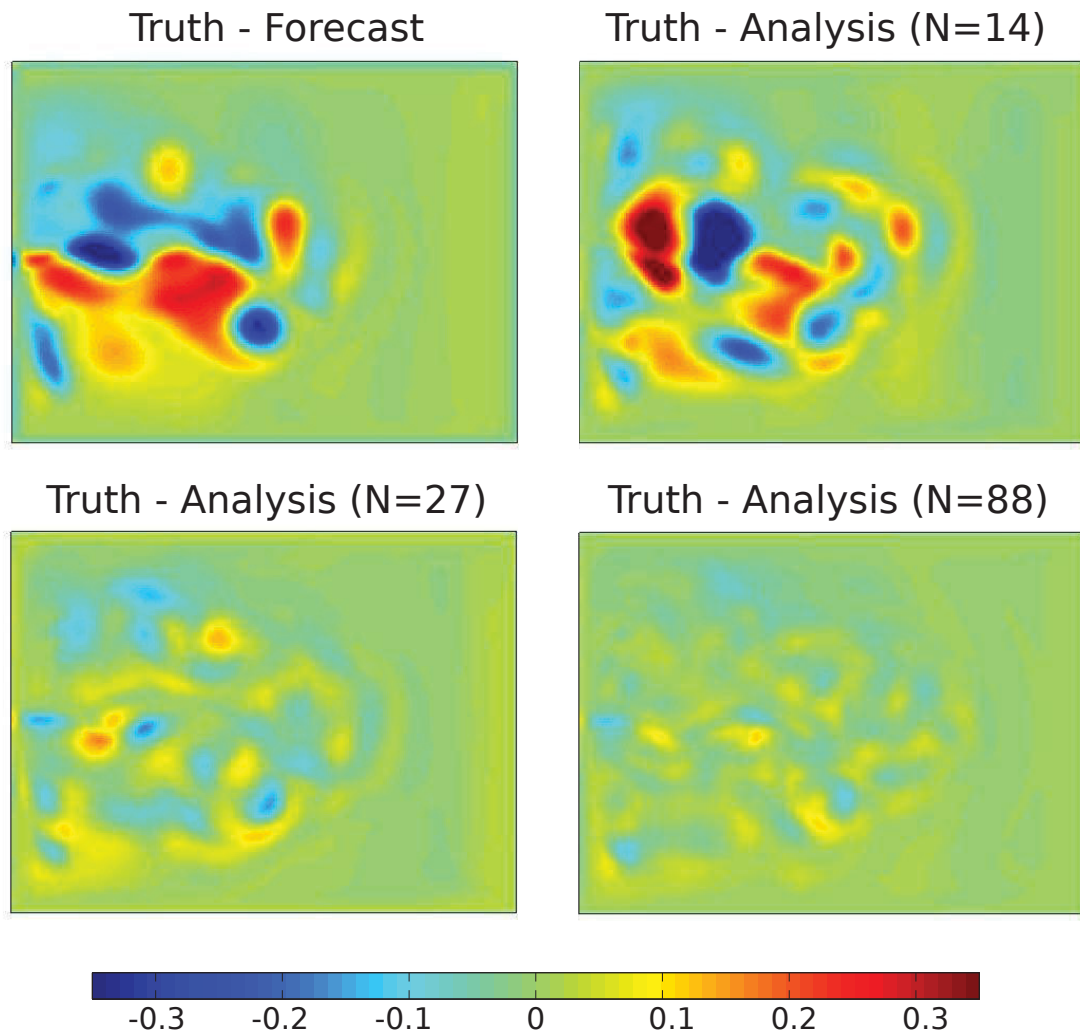 Truth - Forecast
Truth - Analysis (N=14)
Truth - Analysis (N=27)
Truth - Analysis (N=88)
-0.3 -0.2 -0.1 0 0.1 0.2 0.3